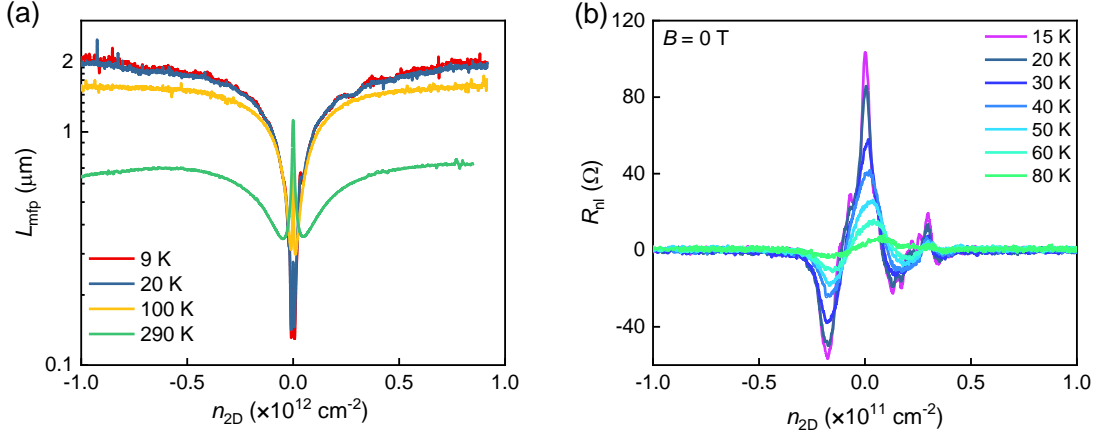 (a)
2
1
0.1
L_mfp (μm)
9 K
20 K
100 K
290 K
-1.0 -0.5 0.0 0.5 1.0
n_2D (×10^12 cm^-2)
(b)
B = 0 T
120
80
40
0
-40
R_nl (Ω)
15 K
20 K
30 K
40 K
50 K
60 K
80 K
-1.0 -0.5 0.0 0.5 1.0
n_2D (×10^11 cm^-2)